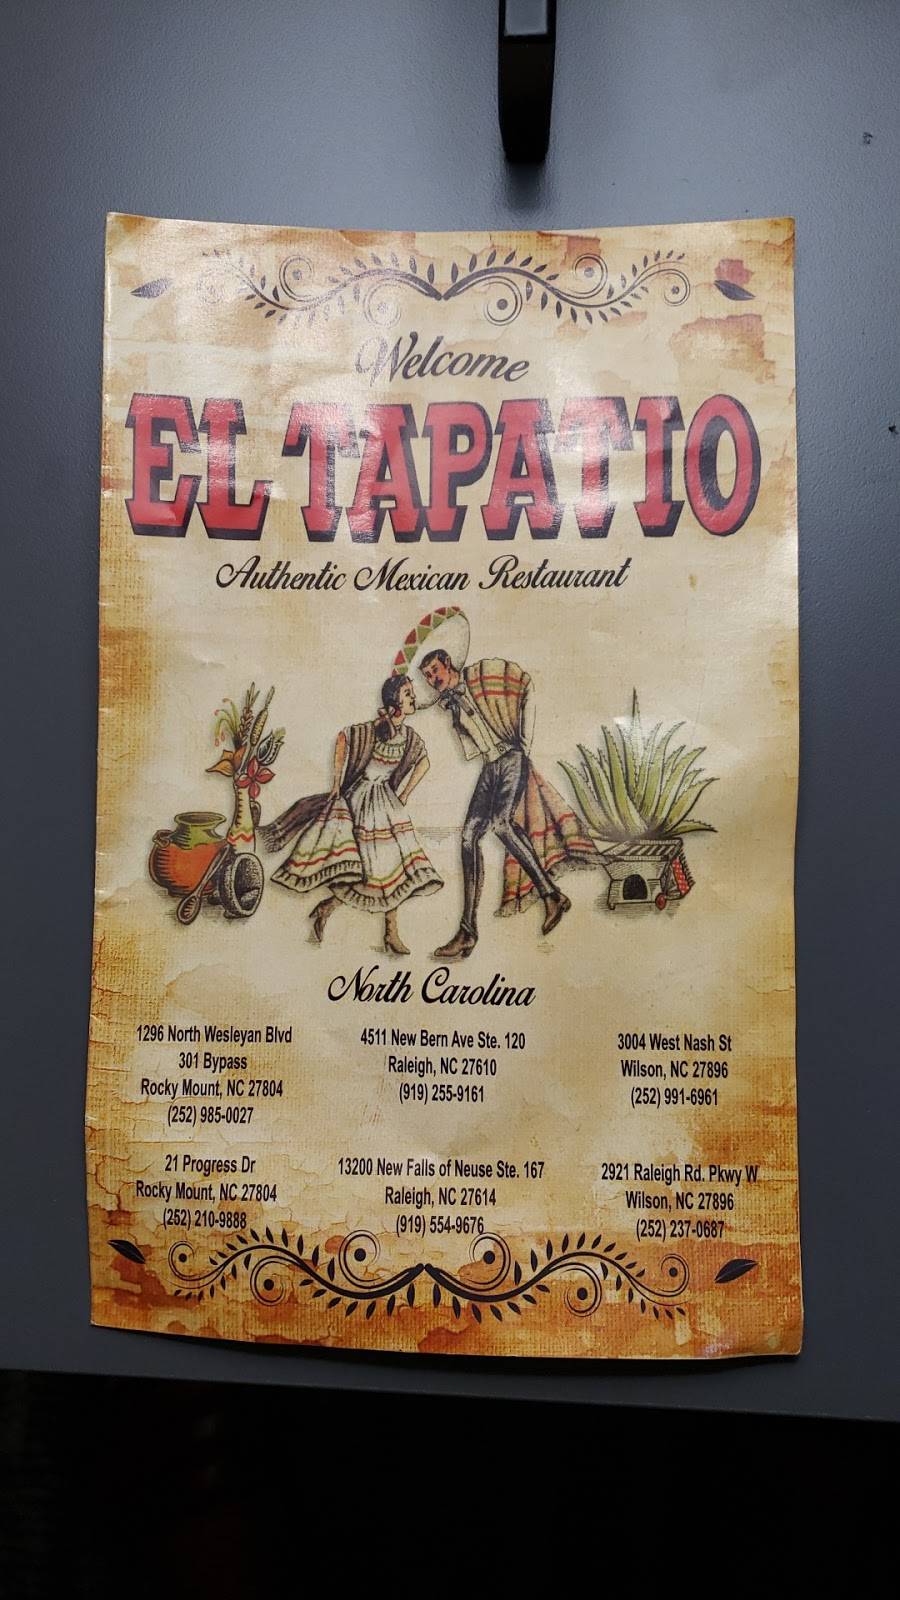 Welcome
EL TAPATIO
Authentic Mexican Restaurant
North Carolina
1296 North Wesleyan Blvd
301 Bypass
Rocky Mount, NC 27804
(252) 985-0027
4511 New Bern Ave Ste. 120
Raleigh, NC 27610
(919) 255-9161
3004 West Nash St
Wilson, NC 27896
(252) 991-6961
21 Progress Dr
Rocky Mount, NC 27804
(252) 210-9888
13200 New Falls of Neuse Ste. 167
Raleigh, NC 27614
(919) 554-9676
2921 Raleigh Rd. Pkwy W
Wilson, NC 27896
(252) 237-0687